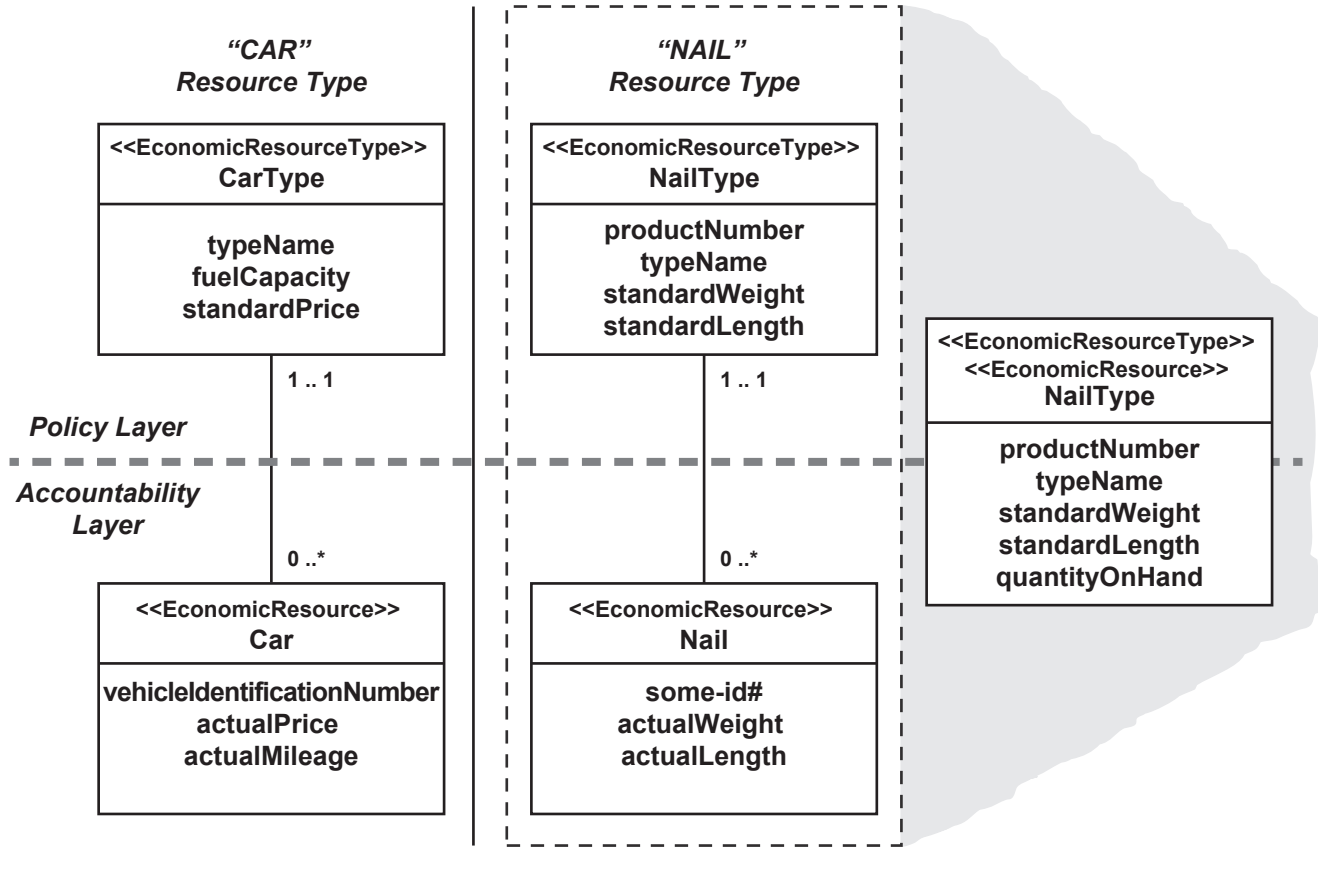 “CAR”
Resource Type
<<EconomicResourceType>>
CarType
typeName
fuelCapacity
standardPrice
1 .. 1
Policy Layer
Accountability
Layer
0 ..*
<<EconomicResource>>
Car
vehicleIdentificationNumber
actualPrice
actualMileage
“NAIL”
Resource Type
<<EconomicResourceType>>
NailType
productNumber
typeName
standardWeight
standardLength
1 .. 1
0 ..*
<<EconomicResource>>
Nail
some-id#
actualWeight
actualLength
<<EconomicResourceType>>
<<EconomicResource>>
NailType
productNumber
typeName
standardWeight
standardLength
quantityOnHand